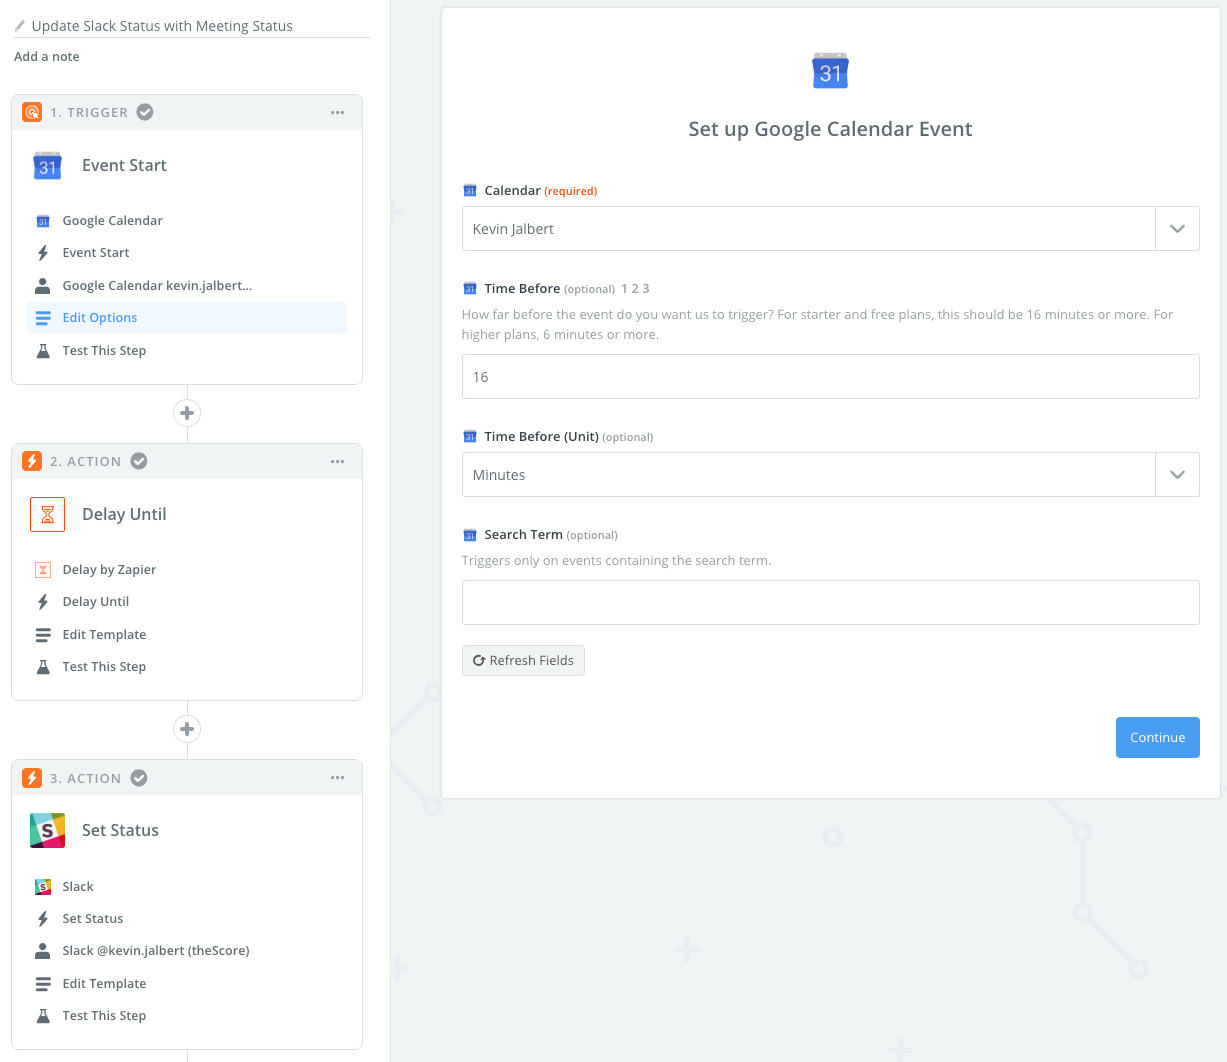 Update Slack Status with Meeting Status
Add a note
1. TRIGGER
31
Event Start
31 Google Calendar
Event Start
Google Calendar kevin.jalbert...
Edit Options
Test This Step
2. ACTION
Delay Until
Delay by Zapier
Delay Until
Edit Template
Test This Step
3. ACTION
S
Set Status
S Slack
Set Status
Slack @kevin.jalbert (theScore)
Edit Template
Test This Step
31
Set up Google Calendar Event
31 Calendar (required)
Kevin Jalbert
31 Time Before (optional) 1 2 3
How far before the event do you want us to trigger? For starter and free plans, this should be 16 minutes or more. For
higher plans, 6 minutes or more.
16
31 Time Before (Unit) (optional)
Minutes
31 Search Term (optional)
Triggers only on events containing the search term.
Refresh Fields
Continue